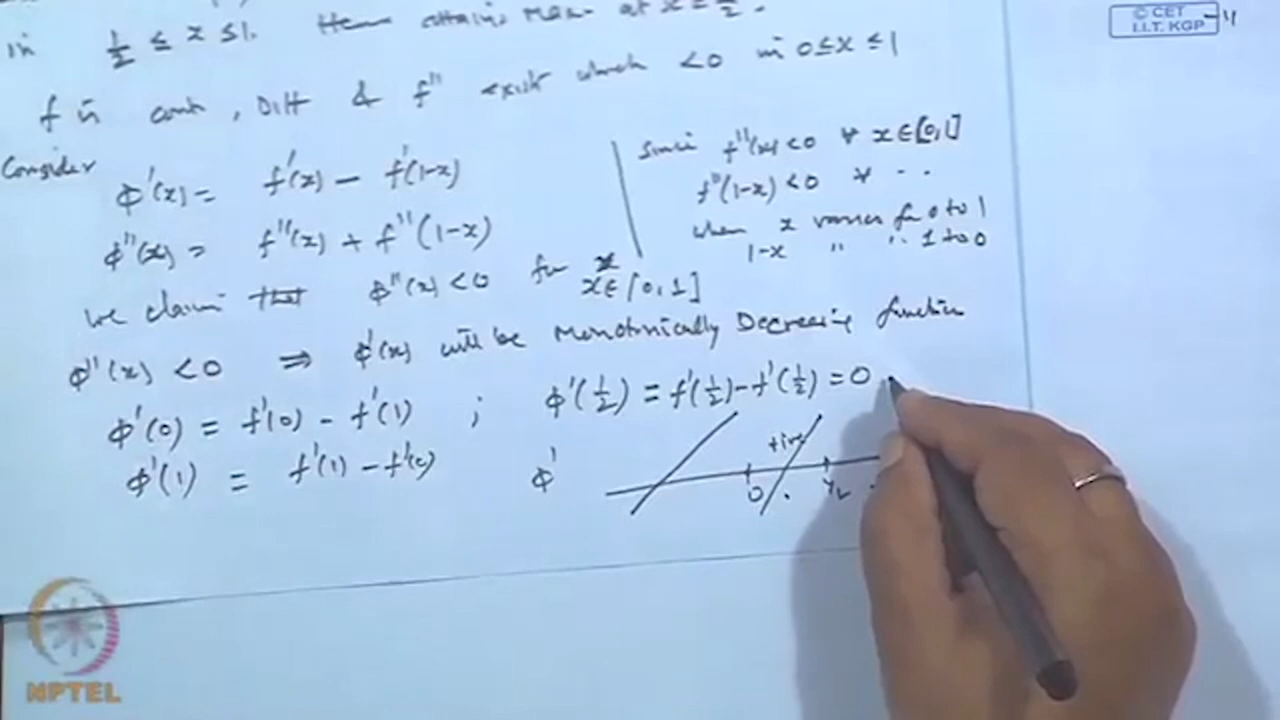 in 1/2 ≤ x ≤ 1. Hence attains max at x = 1/2.
f is cont, Diff & f'' exist which <0 in 0≤x≤1
Consider
φ'(x) = f'(x) - f'(1-x)
φ''(x) = f''(x) + f''(1-x)
Since f''(x)<0 ∀ x∈[0,1]
f''(1-x)<0 ∀ ..
when x varies fr 0 to 1
1-x " " 1 to 0
we claim that φ''(x) <0 for x
x∈[0,1]
φ''(x) <0 ⇒ φ'(x) will be Monotonically Decreasing function
φ'(0) = f'(0) - f'(1) ; φ'(1/2) = f'(1/2) - f'(1/2) = 0
φ'(1) = f'(1) - f'(0)
φ'
+ive
0 1/2
© CET
I.I.T. KGP
NPTEL